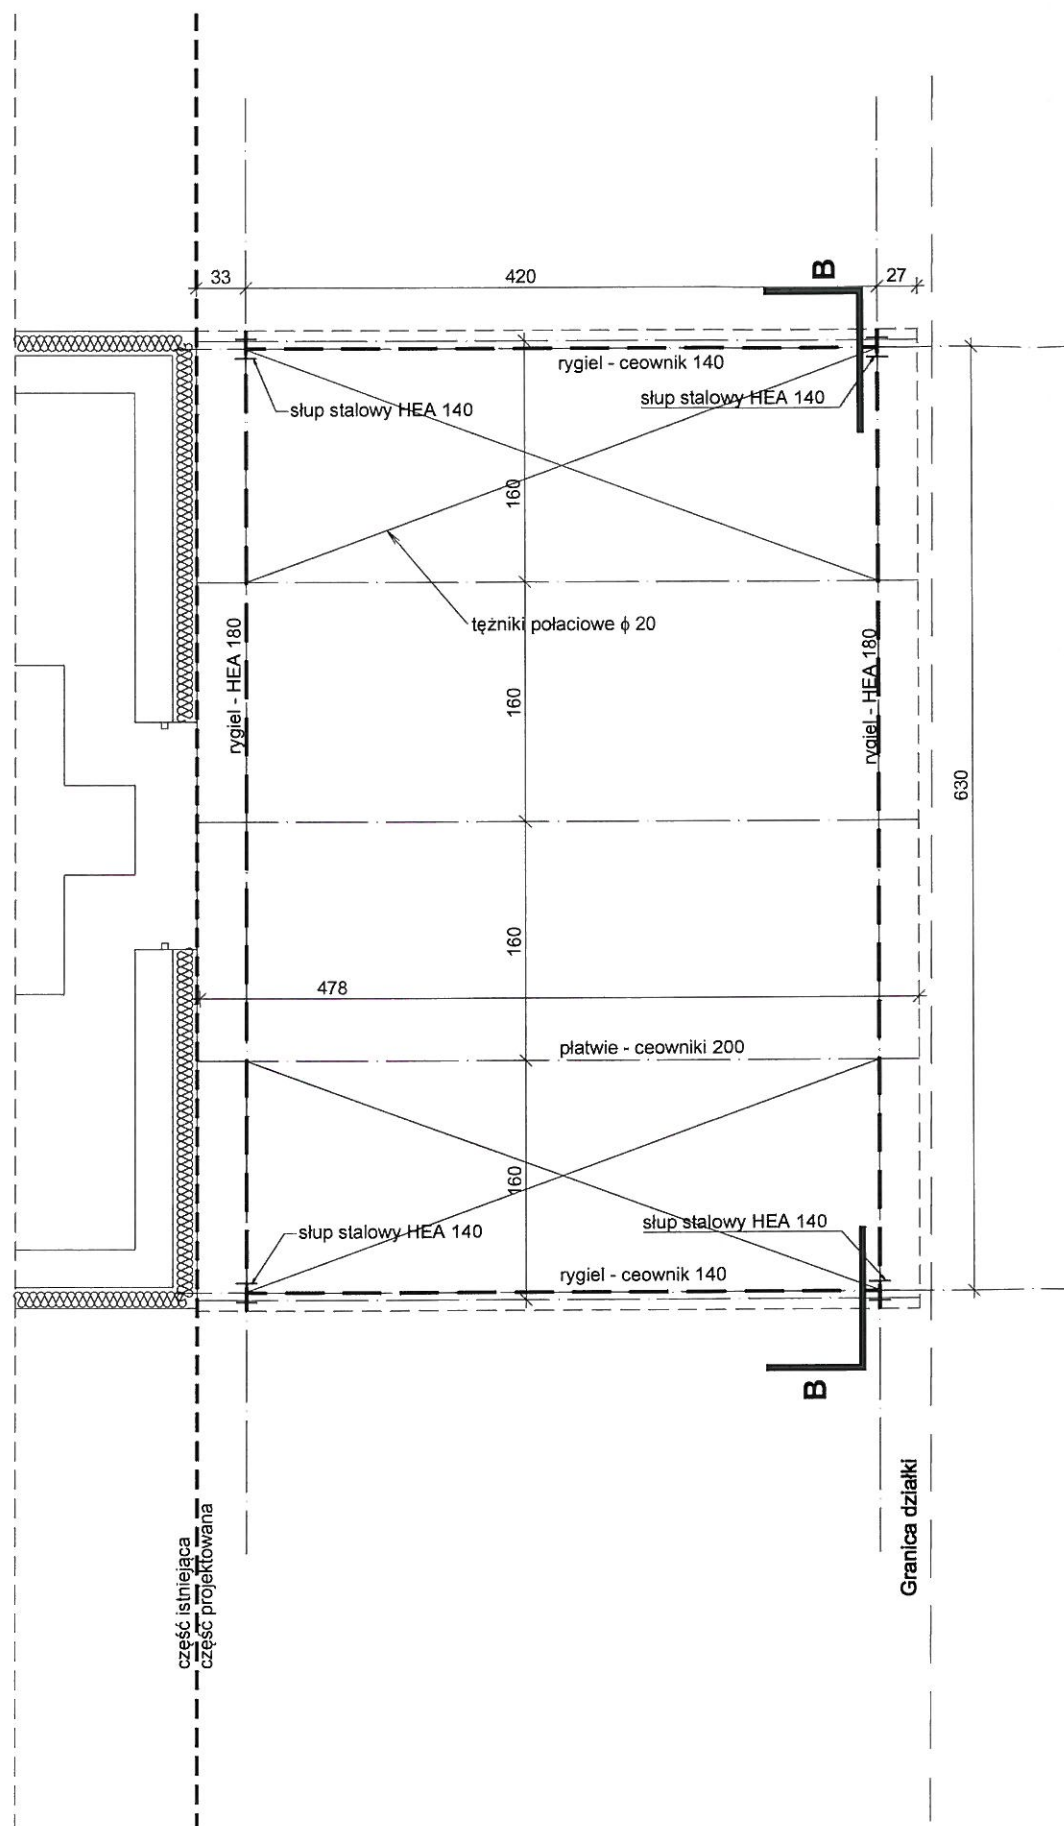 33
420
27
B
rygiel - ceownik 140
słup stalowy HEA 140
słup stalowy HEA 140
160
tężniki połaciowe ϕ 20
rygiel - HEA 180
rygiel - HEA 180
160
630
160
478
płatwie - ceowniki 200
160
słup stalowy HEA 140
słup stalowy HEA 140
rygiel - ceownik 140
B
Granica działki
część istniejąca
część projektowana